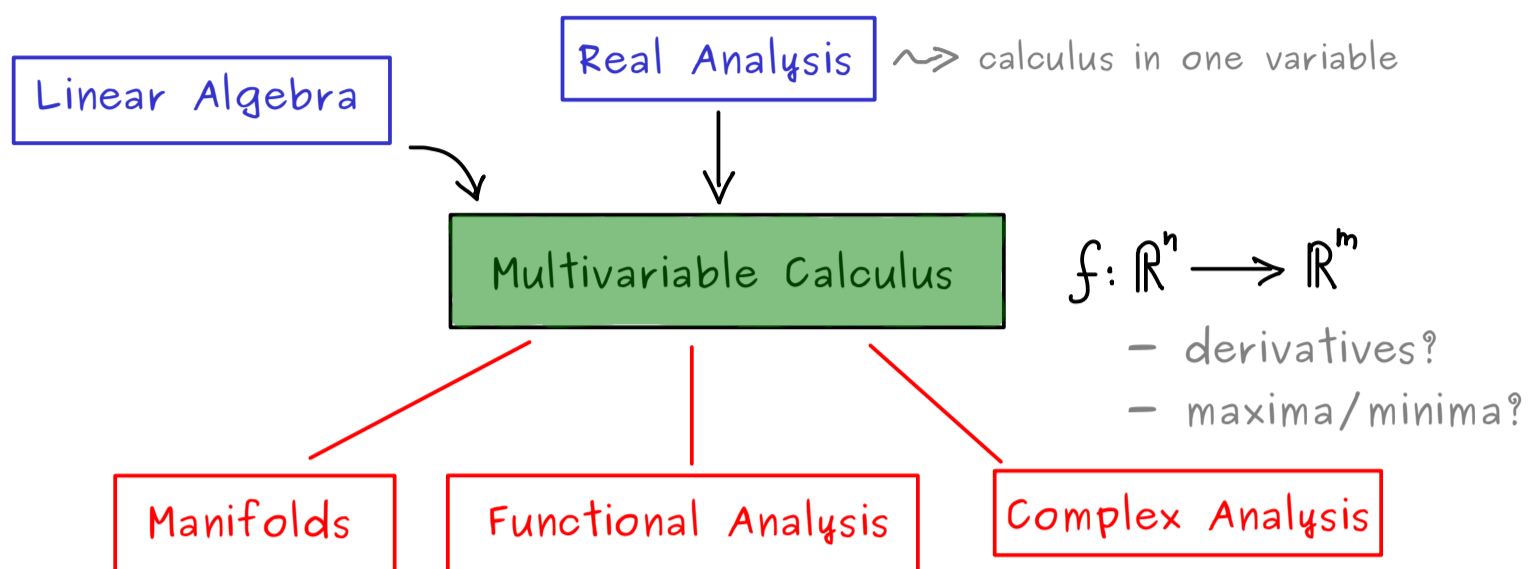 Real Analysis ⇝ calculus in one variable
Linear Algebra
Multivariable Calculus
f: ℝⁿ ⟶ ℝᵐ
– derivatives?
– maxima/minima?
Manifolds
Functional Analysis
Complex Analysis